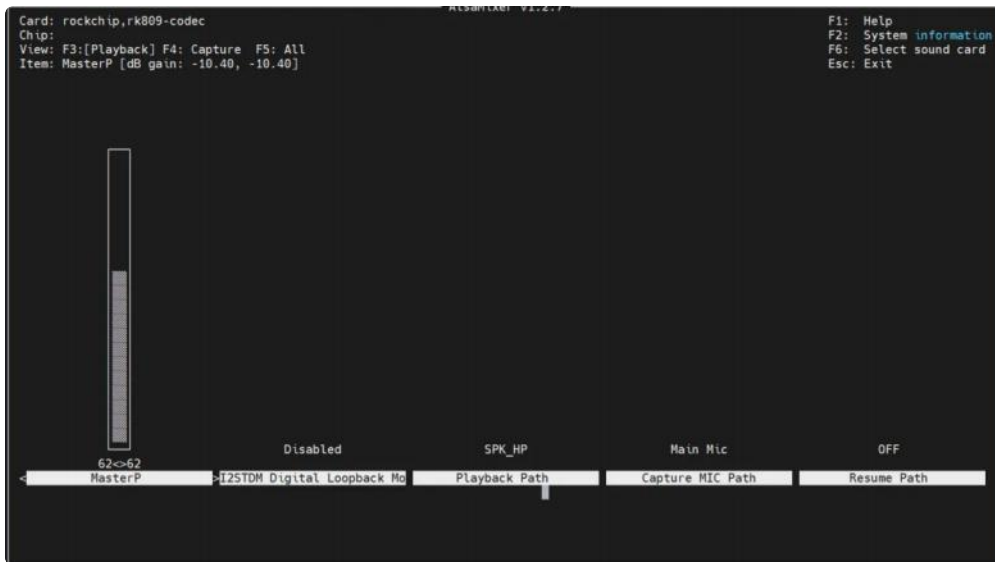 AlsaMixer v1.2.7
Card: rockchip,rk809-codec
F1: Help
Chip:
F2: System information
View: F3:[Playback] F4: Capture F5: All
F6: Select sound card
Item: MasterP [dB gain: -10.40, -10.40]
Esc: Exit
Disabled
SPK_HP
Main Mic
OFF
62<>62
< MasterP >
I2STDM Digital Loopback Mo
Playback Path
Capture MIC Path
Resume Path